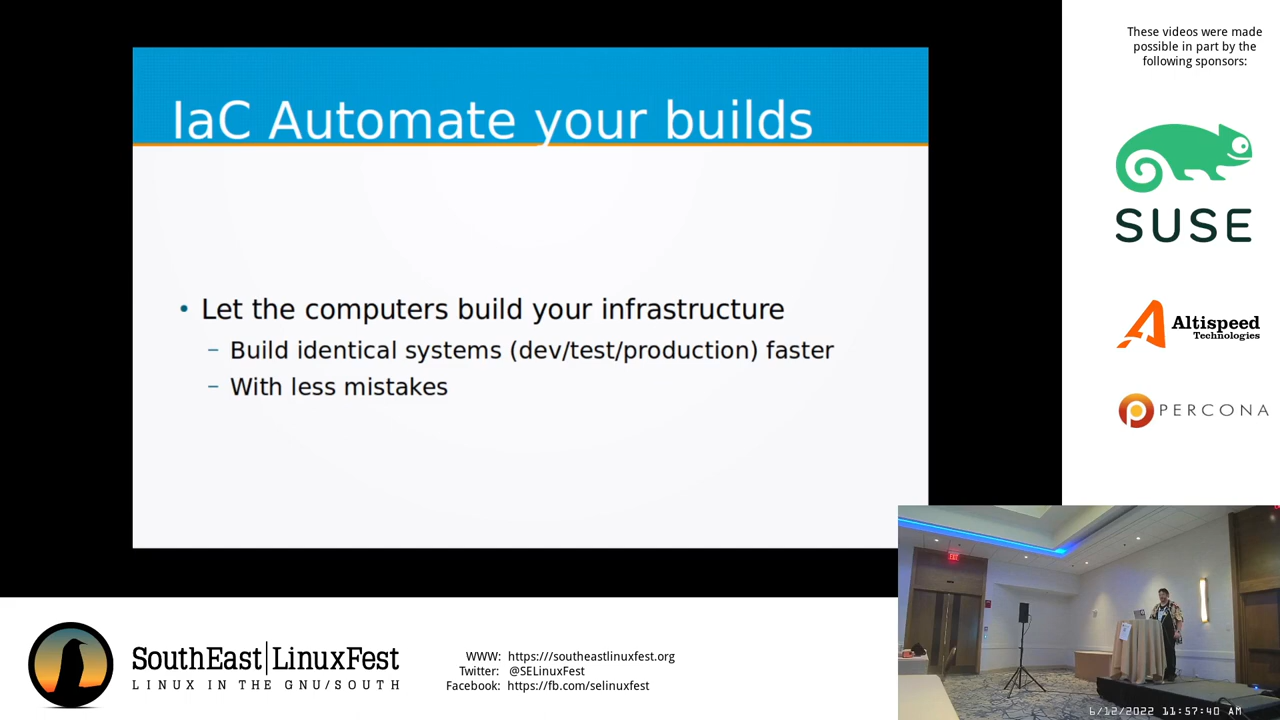 These videos were made
possible in part by the
following sponsors:
IaC Automate your builds
• Let the computers build your infrastructure
– Build identical systems (dev/test/production) faster
– With less mistakes
SUSE
Altispeed
Technologies
PERCONA
SouthEast|LinuxFest
LINUX IN THE GNU/SOUTH
WWW: https://southeastlinuxfest.org
Twitter: @SELinuxFest
Facebook: https://fb.com/selinuxfest
6/12/2022 11:57:40 AM